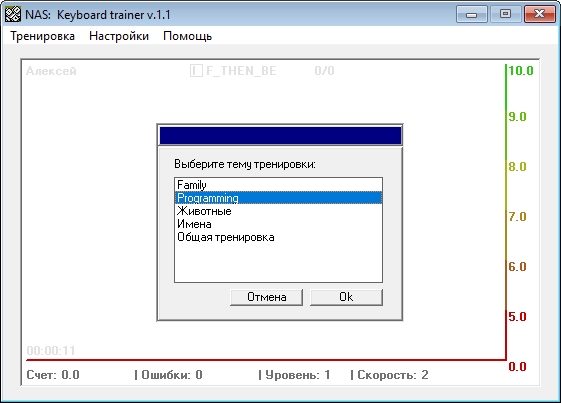 NAS: Keyboard trainer v.1.1
Тренировка Настройки Помощь
Алексей F_THEN_BE 0/0 10.0
9.0
Выберите тему тренировки:
8.0
Family
Programming
Животные
7.0
Имена
Общая тренировка
6.0
Отмена Ok
5.0
00:00:11
0.0
Счет: 0.0 | Ошибки: 0 | Уровень: 1 | Скорость: 2